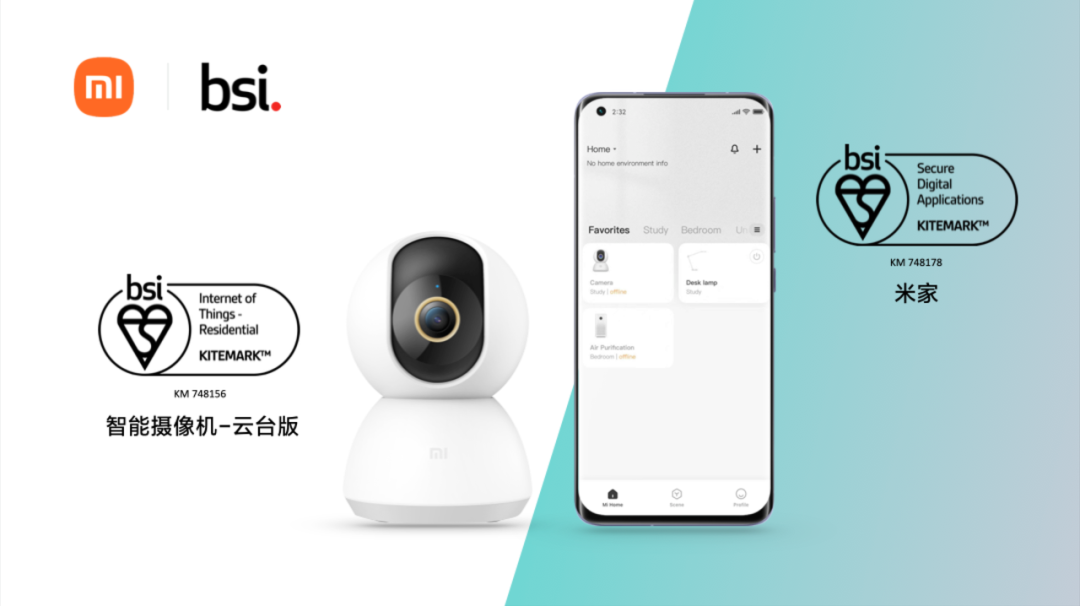 mi
bsi.
bsi
Internet of
Things -
Residential
KITEMARK™
KM 748156
智能摄像机-云台版
mi
2:32
Home
No home environment info
Favorites Study Bedroom
Camera
Study | offline
Desk lamp
Study
Air Purification
Bedroom | offline
Mi Home Scene Profile
bsi
Secure
Digital
Applications
KITEMARK™
KM 748178
米家